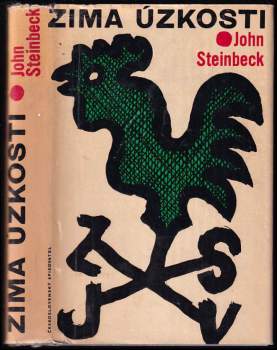 ZIMA ÚZKOSTI
John
Steinbeck
J
Z
S
V
ZIMA ÚZKOSTI
John
Steinbeck
ČESKOSLOVENSKÝ SPISOVATEL